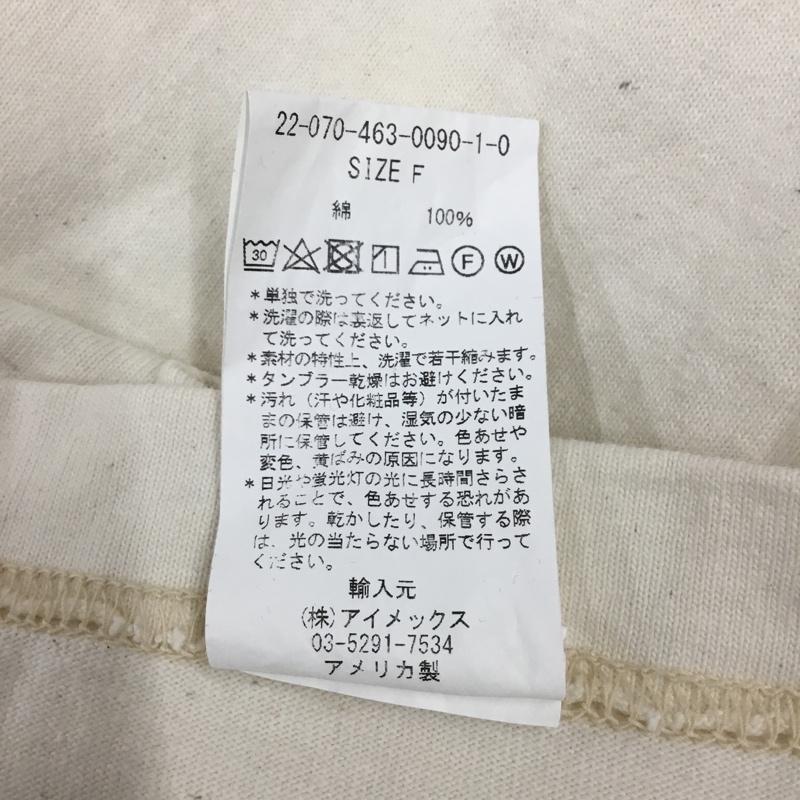 22-070-463-0090-1-0
SIZE F
綿 100%
30 F W
*単独で洗ってください。
*洗濯の際は裏返してネットに入れ
て洗ってください。
*素材の特性上、洗濯で若干縮みます。
*タンブラー乾燥はお避けください。
*汚れ（汗や化粧品等）が付いたま
まの保管は避け、湿気の少ない暗
所に保管してください。色あせや
変色、黄ばみの原因になります。
*日光や蛍光灯の光に長時間さらさ
れることで、色あせする恐れがあ
ります。乾かしたり、保管する際
は、光の当たらない場所で行って
ください。
輸入元
(株)アイメックス
03-5291-7534
アメリカ製